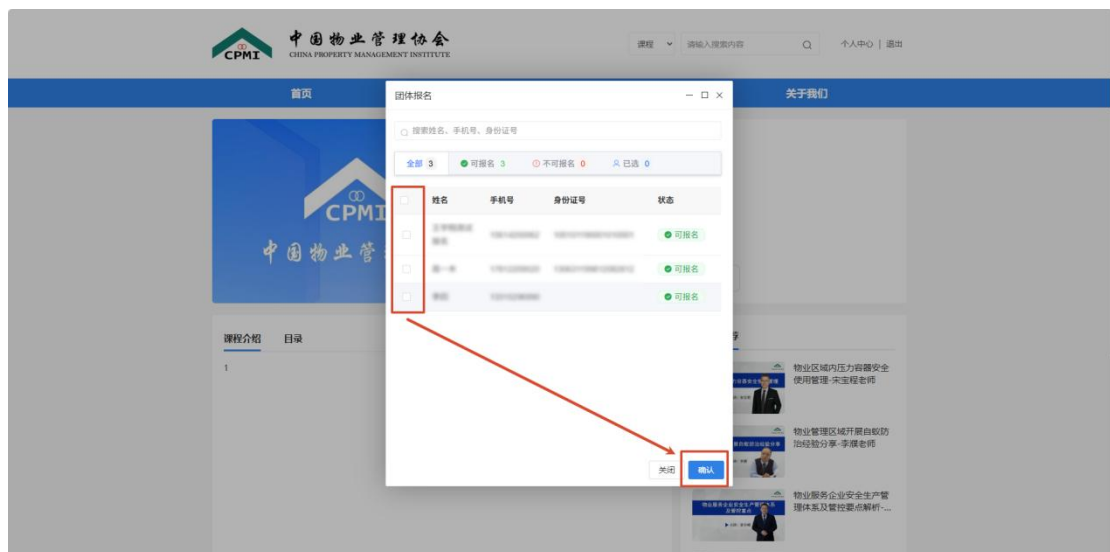 中国物业管理协会
CPMI
CHINA PROPERTY MANAGEMENT INSTITUTE
课程
请输入搜索内容
个人中心 | 退出
首页
关于我们
团体报名
搜索姓名、手机号、身份证号
全部 3
可报名 3
不可报名 0
已选 0
姓名
手机号
身份证号
状态
可报名
可报名
可报名
关闭
确认
CPMI
中国物业管
课程介绍
目录
1
物业区域内压力容器安全
使用管理-宋宝程老师
物业管理区域开展白蚁防
治经验分享-李濮老师
物业服务企业安全生产管
理体系及管控要点解析-...